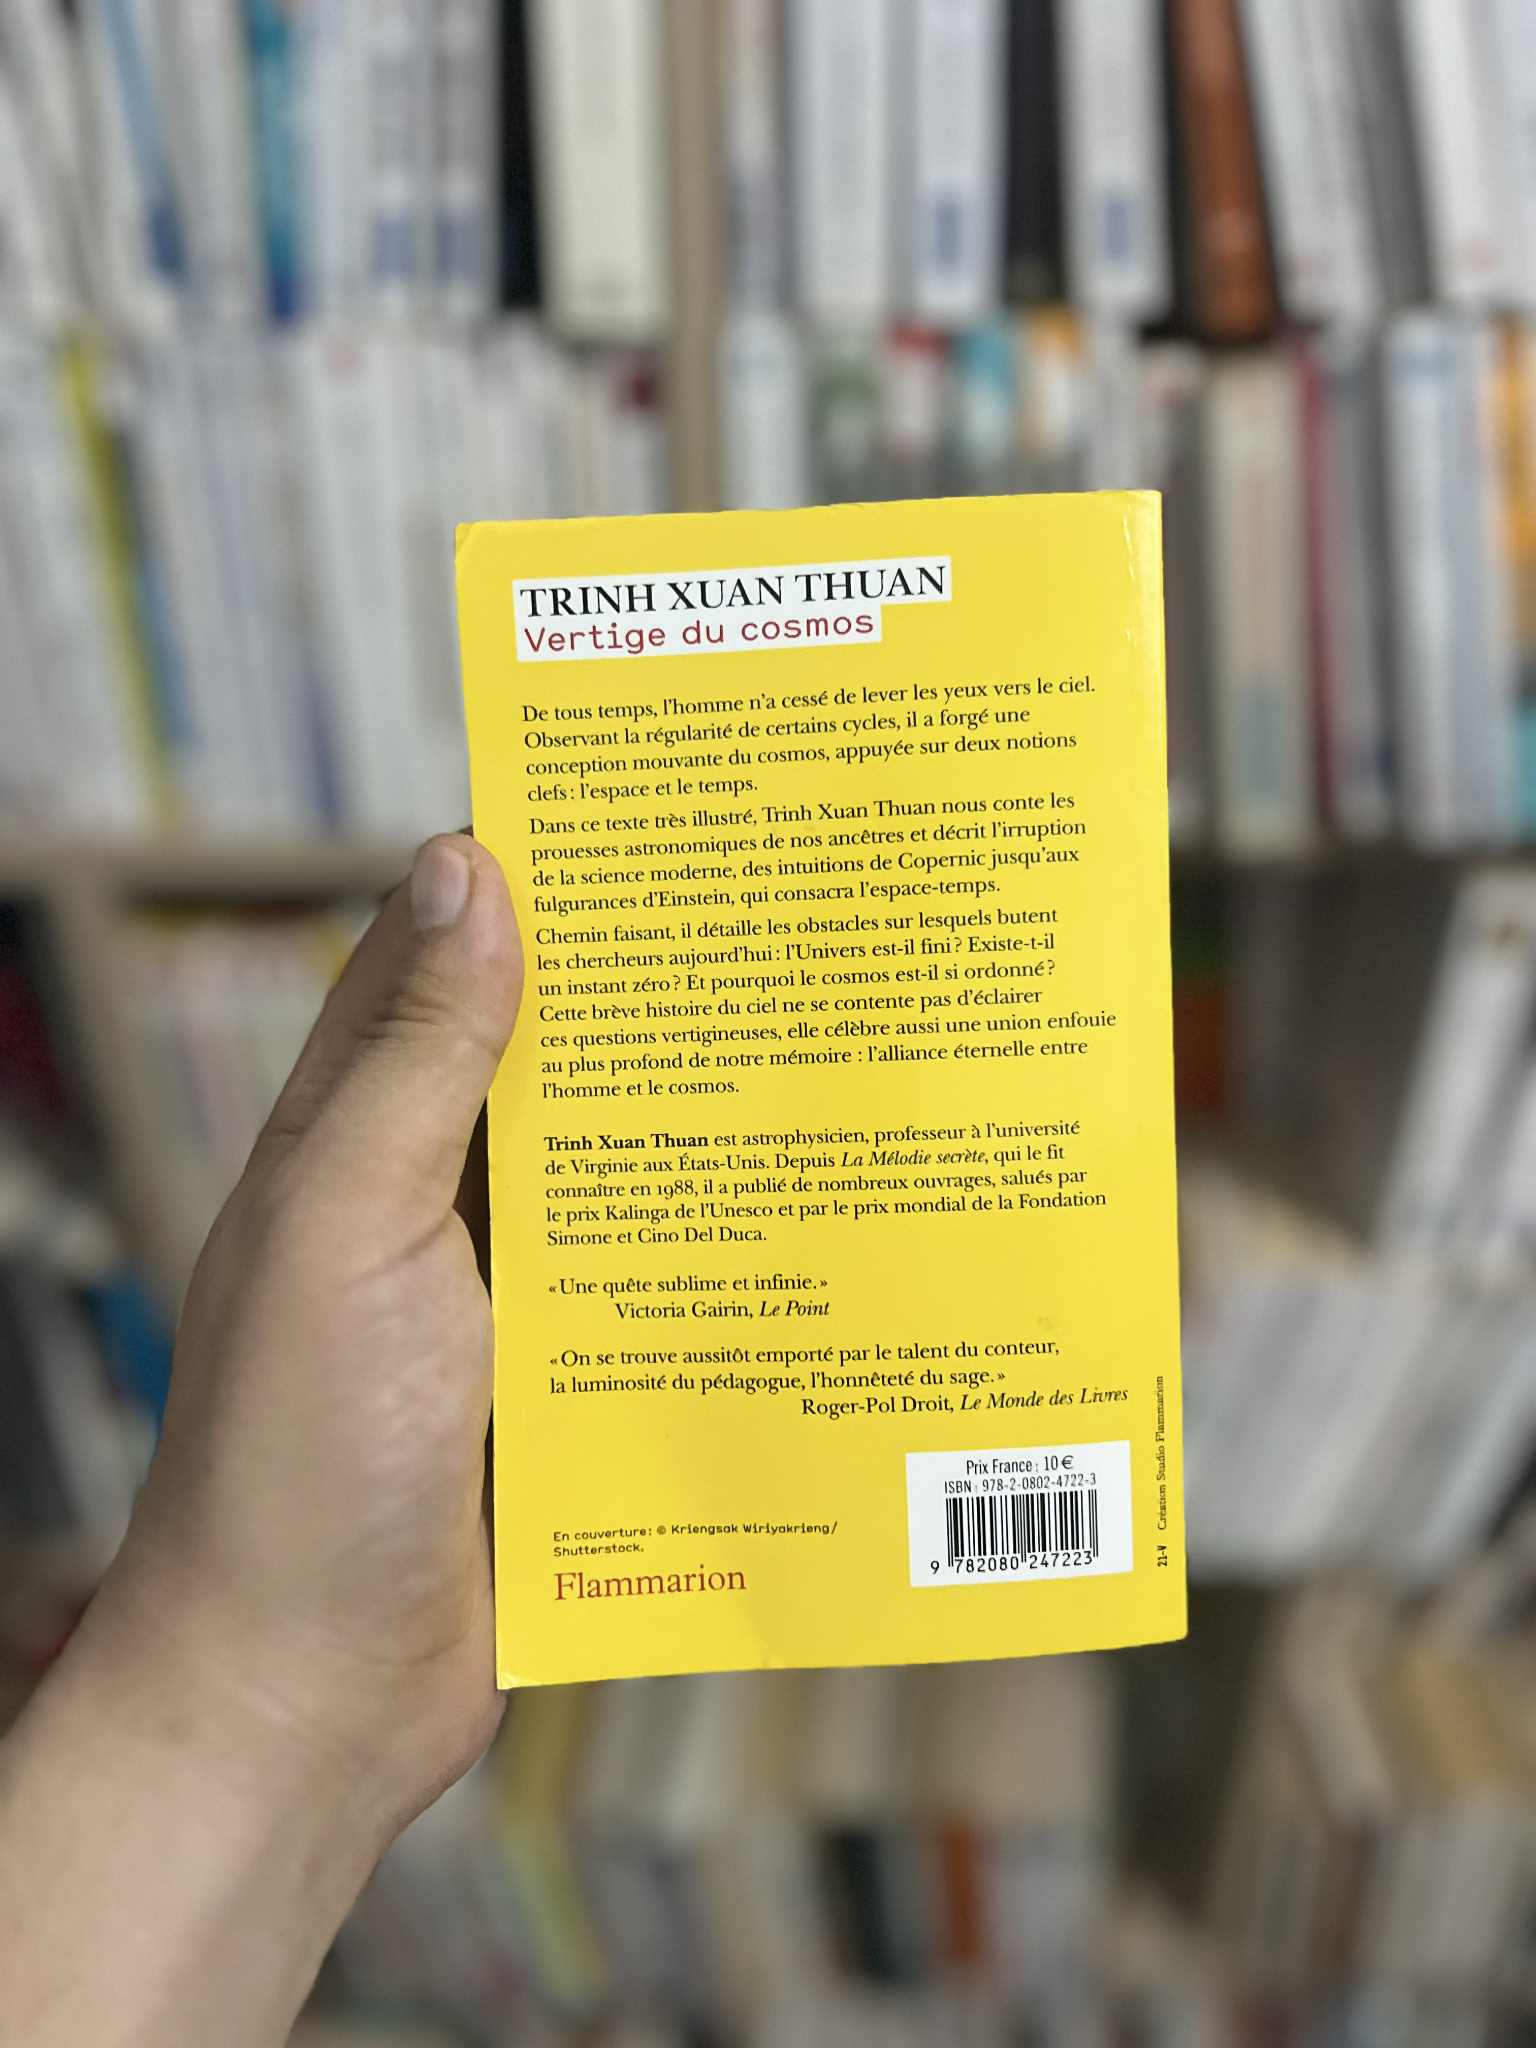 TRINH XUAN THUAN
Vertige du cosmos
De tous temps, l'homme n'a cessé de lever les yeux vers le ciel.
Observant la régularité de certains cycles, il a forgé une
conception mouvante du cosmos, appuyée sur deux notions
clefs : l'espace et le temps.
Dans ce texte très illustré, Trinh Xuan Thuan nous conte les
prouesses astronomiques de nos ancêtres et décrit l'irruption
de la science moderne, des intuitions de Copernic jusqu'aux
fulgurances d'Einstein, qui consacra l'espace-temps.
Chemin faisant, il détaille les obstacles sur lesquels butent
les chercheurs aujourd'hui : l'Univers est-il fini ? Existe-t-il
un instant zéro ? Et pourquoi le cosmos est-il si ordonné ?
Cette brève histoire du ciel ne se contente pas d'éclairer
ces questions vertigineuses, elle célèbre aussi une union enfouie
au plus profond de notre mémoire : l'alliance éternelle entre
l'homme et le cosmos.
Trinh Xuan Thuan est astrophysicien, professeur à l'université
de Virginie aux États-Unis. Depuis La Mélodie secrète, qui le fit
connaître en 1988, il a publié de nombreux ouvrages, salués par
le prix Kalinga de l'Unesco et par le prix mondial de la Fondation
Simone et Cino Del Duca.
« Une quête sublime et infinie. »
Victoria Gairin, Le Point
« On se trouve aussitôt emporté par le talent du conteur,
la luminosité du pédagogue, l'honnêteté du sage. »
Roger-Pol Droit, Le Monde des Livres
Prix France : 10 €
ISBN : 978-2-0802-4722-3
9 782080 247223
En couverture : © Kriengsak Wiriyakrieng/
Shutterstock.
Flammarion
21-V Création Studio Flammarion